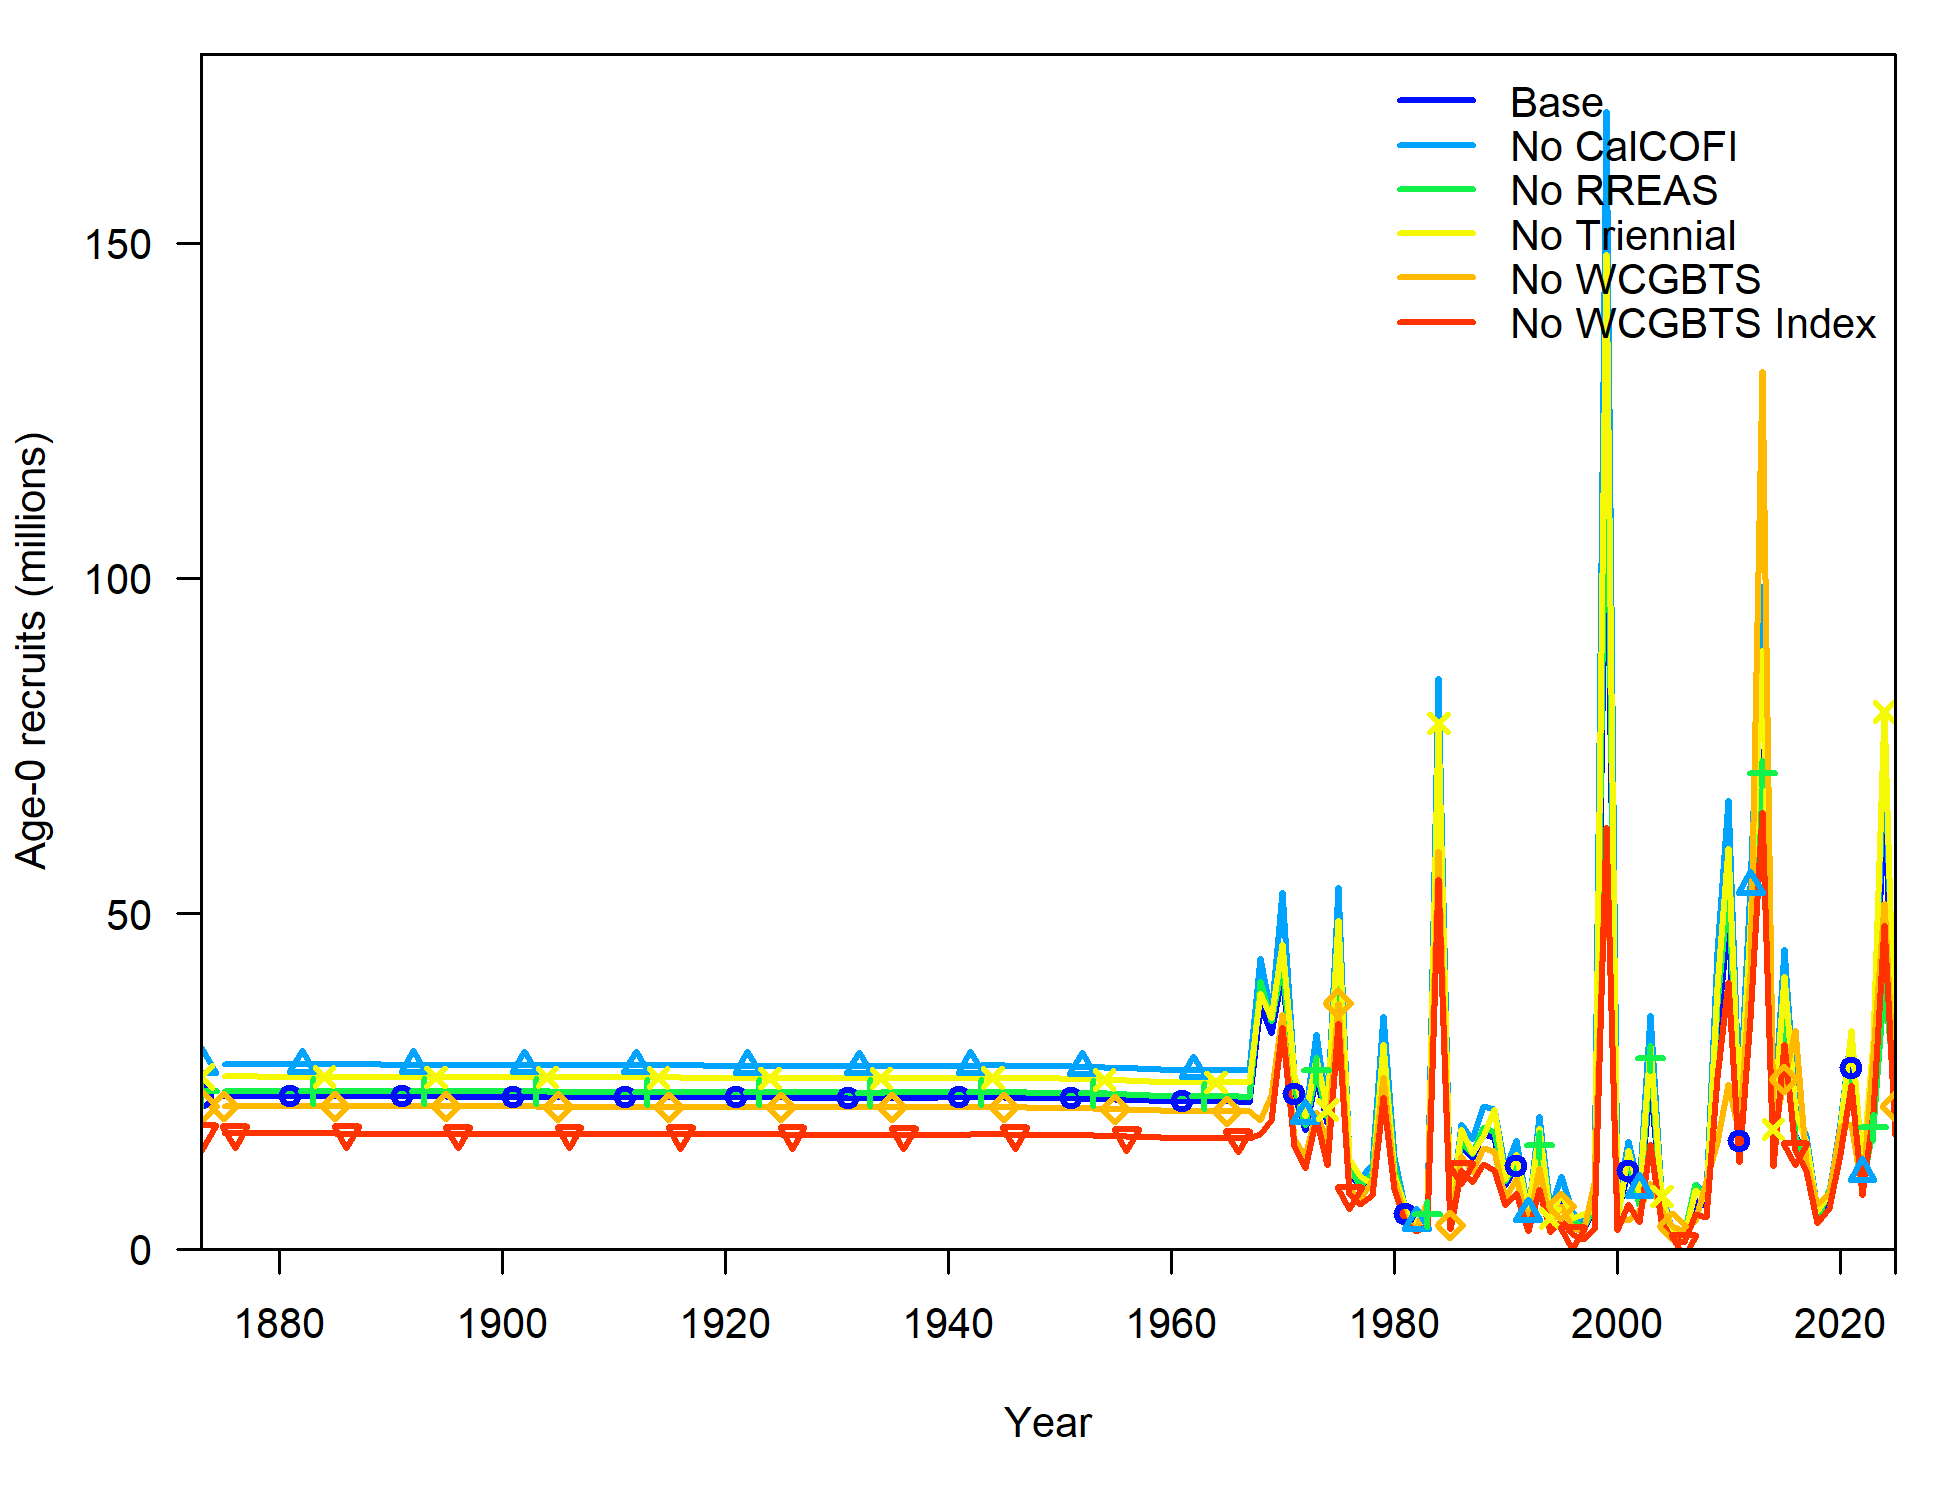 Base
No CalCOFI
No RREAS
No Triennial
No WCGBTS
No WCGBTS Index
150
100
50
0
Age-0 recruits (millions)
1880 1900 1920 1940 1960 1980 2000 2020
Year